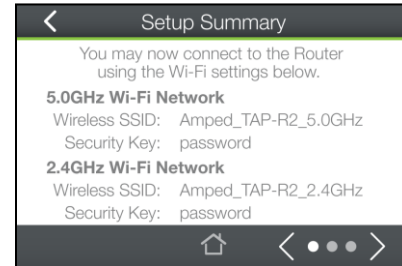 Setup Summary
You may now connect to the Router
using the Wi-Fi settings below.
5.0GHz Wi-Fi Network
Wireless SSID: Amped_TAP-R2_5.0GHz
Security Key: password
2.4GHz Wi-Fi Network
Wireless SSID: Amped_TAP-R2_2.4GHz
Security Key: password